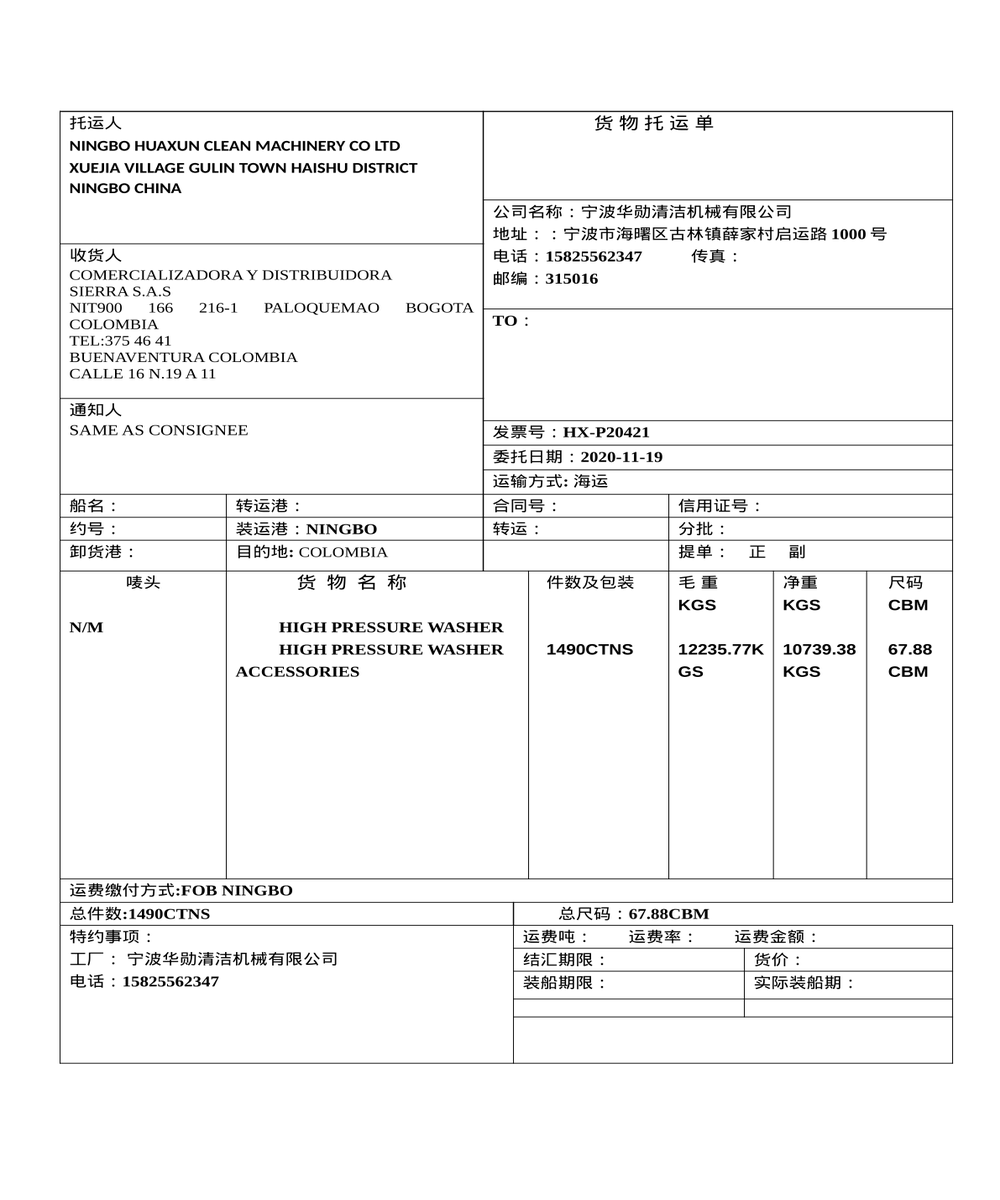 托运人
NINGBO HUAXUN CLEAN MACHINERY CO LTD
XUEJIA VILLAGE GULIN TOWN HAISHU DISTRICT
NINGBO CHINA
货 物 托 运 单
公司名称：宁波华勋清洁机械有限公司
地址：：宁波市海曙区古林镇薛家村启运路 1000 号
电话：15825562347 传真：
邮编：315016
收货人
COMERCIALIZADORA Y DISTRIBUIDORA
SIERRA S.A.S
NIT900 166 216-1 PALOQUEMAO BOGOTA
COLOMBIA
TEL:375 46 41
BUENAVENTURA COLOMBIA
CALLE 16 N.19 A 11
TO：
通知人
SAME AS CONSIGNEE
发票号：HX-P20421
委托日期：2020-11-19
运输方式: 海运
船名： 转运港： 合同号： 信用证号：
约号： 装运港：NINGBO 转运： 分批：
卸货港： 目的地: COLOMBIA 提单： 正 副
唛头 货 物 名 称 件数及包装 毛 重 净重 尺码
KGS KGS CBM
N/M HIGH PRESSURE WASHER
HIGH PRESSURE WASHER 1490CTNS 12235.77K 10739.38 67.88
ACCESSORIES GS KGS CBM
运费缴付方式:FOB NINGBO
总件数:1490CTNS 总尺码：67.88CBM
特约事项： 运费吨： 运费率： 运费金额：
工厂： 宁波华勋清洁机械有限公司 结汇期限： 货价：
电话：15825562347 装船期限： 实际装船期：